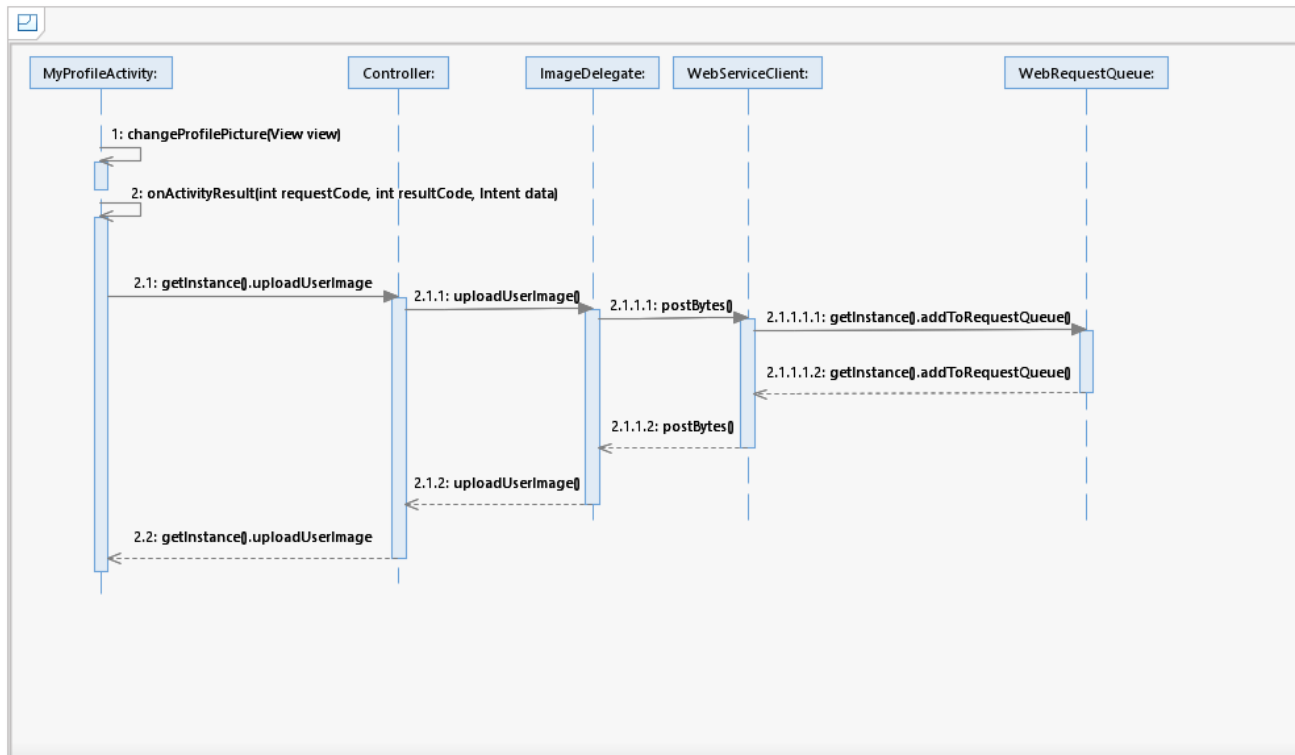 MyProfileActivity:
Controller:
ImageDelegate:
WebServiceClient:
WebRequestQueue:
1: changeProfilePicture(View view)
2: onActivityResult(int requestCode, int resultCode, Intent data)
2.1: getInstance().uploadUserImage
2.1.1: uploadUserImage()
2.1.1.1: postBytes()
2.1.1.1.1: getInstance().addToRequestQueue()
2.1.1.1.2: getInstance().addToRequestQueue()
2.1.1.2: postBytes()
2.1.2: uploadUserImage()
2.2: getInstance().uploadUserImage